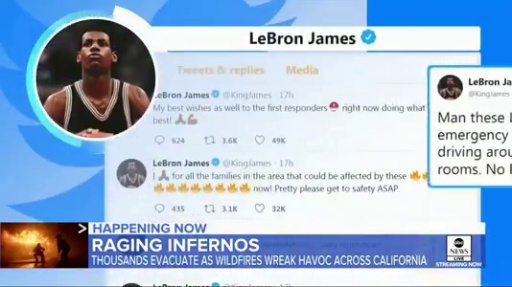 LeBron James
Tweets & replies Media
LeBron James @KingJames · 17h
My best wishes as well to the first responders ⛑ right now doing what
best! 🙏🏾💪🏾
624 3.6K 49K
LeBron James @KingJames · 17h
I 🙏🏾 for all the families in the area that could be affected by these 🔥🔥
🔥🔥🔥🔥🔥🔥🔥🔥 now! Pretty please get to safety ASAP
435 3.1K 32K
LeBron Ja
@KingJames
Man these L
emergency
driving arou
rooms. No
HAPPENING NOW
RAGING INFERNOS
THOUSANDS EVACUATE AS WILDFIRES WREAK HAVOC ACROSS CALIFORNIA
abc
NEWS
LIVE
STREAMING NOW